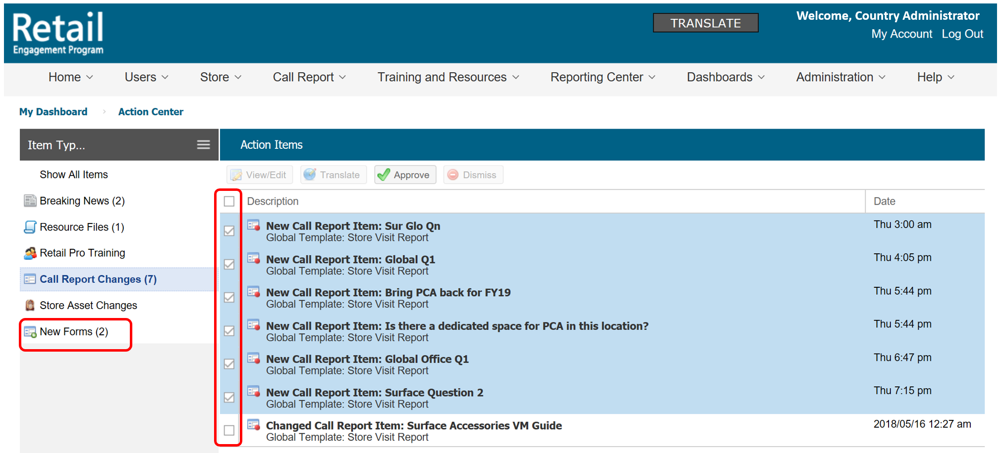 Retail
Engagement Program
TRANSLATE
Welcome, Country Administrator
My Account Log Out
Home Users Store Call Report Training and Resources Reporting Center Dashboards Administration Help
My Dashboard Action Center
Item Typ...
Show All Items
Breaking News (2)
Resource Files (1)
Retail Pro Training
Call Report Changes (7)
Store Asset Changes
New Forms (2)
Action Items
View/Edit Translate Approve Dismiss
Description Date
New Call Report Item: Sur Glo Qn Thu 3:00 am
Global Template: Store Visit Report
New Call Report Item: Global Q1 Thu 4:05 pm
Global Template: Store Visit Report
New Call Report Item: Bring PCA back for FY19 Thu 5:44 pm
Global Template: Store Visit Report
New Call Report Item: Is there a dedicated space for PCA in this location? Thu 5:44 pm
Global Template: Store Visit Report
New Call Report Item: Global Office Q1 Thu 6:47 pm
Global Template: Store Visit Report
New Call Report Item: Surface Question 2 Thu 7:15 pm
Global Template: Store Visit Report
Changed Call Report Item: Surface Accessories VM Guide 2018/05/16 12:27 am
Global Template: Store Visit Report